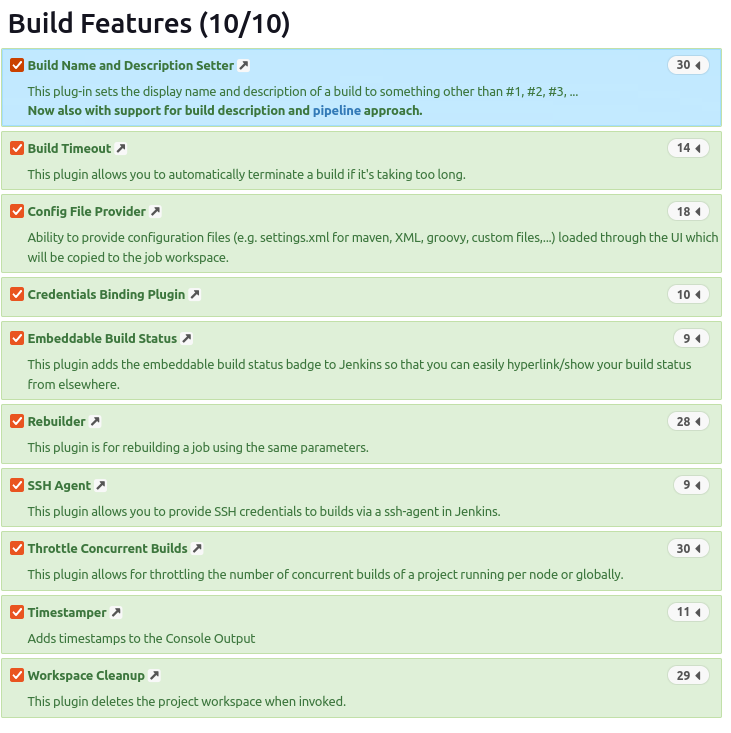 Build Features (10/10)
Build Name and Description Setter
30
This plug-in sets the display name and description of a build to something other than #1, #2, #3, ...
Now also with support for build description and pipeline approach.
Build Timeout
14
This plugin allows you to automatically terminate a build if it's taking too long.
Config File Provider
18
Ability to provide configuration files (e.g. settings.xml for maven, XML, groovy, custom files,...) loaded through the UI which
will be copied to the job workspace.
Credentials Binding Plugin
10
Embeddable Build Status
9
This plugin adds the embeddable build status badge to Jenkins so that you can easily hyperlink/show your build status
from elsewhere.
Rebuilder
28
This plugin is for rebuilding a job using the same parameters.
SSH Agent
9
This plugin allows you to provide SSH credentials to builds via a ssh-agent in Jenkins.
Throttle Concurrent Builds
30
This plugin allows for throttling the number of concurrent builds of a project running per node or globally.
Timestamper
11
Adds timestamps to the Console Output
Workspace Cleanup
29
This plugin deletes the project workspace when invoked.